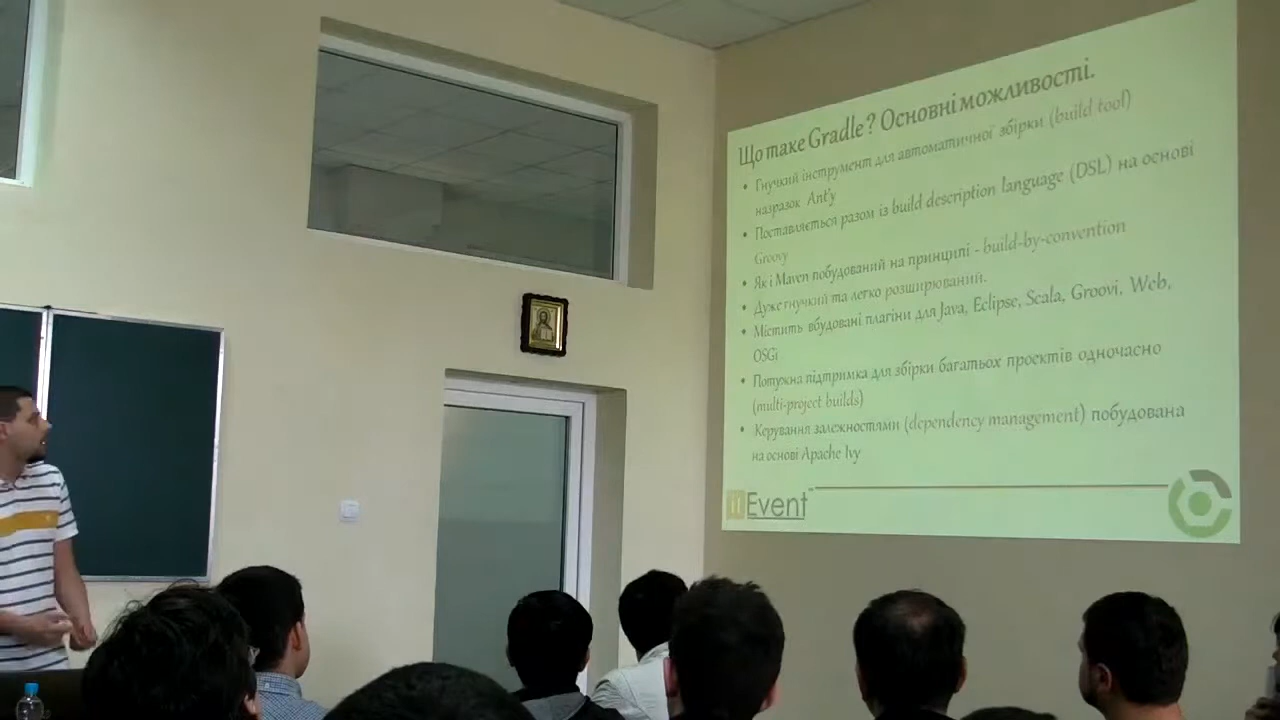 Що таке Gradle? Основні можливості.
• Гнучкий інструмент для автоматичної збірки (build tool)
назразок Ant'у
• Поставляється разом із build description language (DSL) на основі
Groovy
• Як і Maven побудований на принципі - build-by-convention
• Дуже гнучкий та легко розширюваний.
• Містить вбудовані плагіни для Java, Eclipse, Scala, Groovi, Web,
OSGi
• Потужна підтримка для збірки багатьох проектів одночасно
(multi-project builds)
• Керування залежностями (dependency management) побудована
на основі Apache Ivy
itEvent